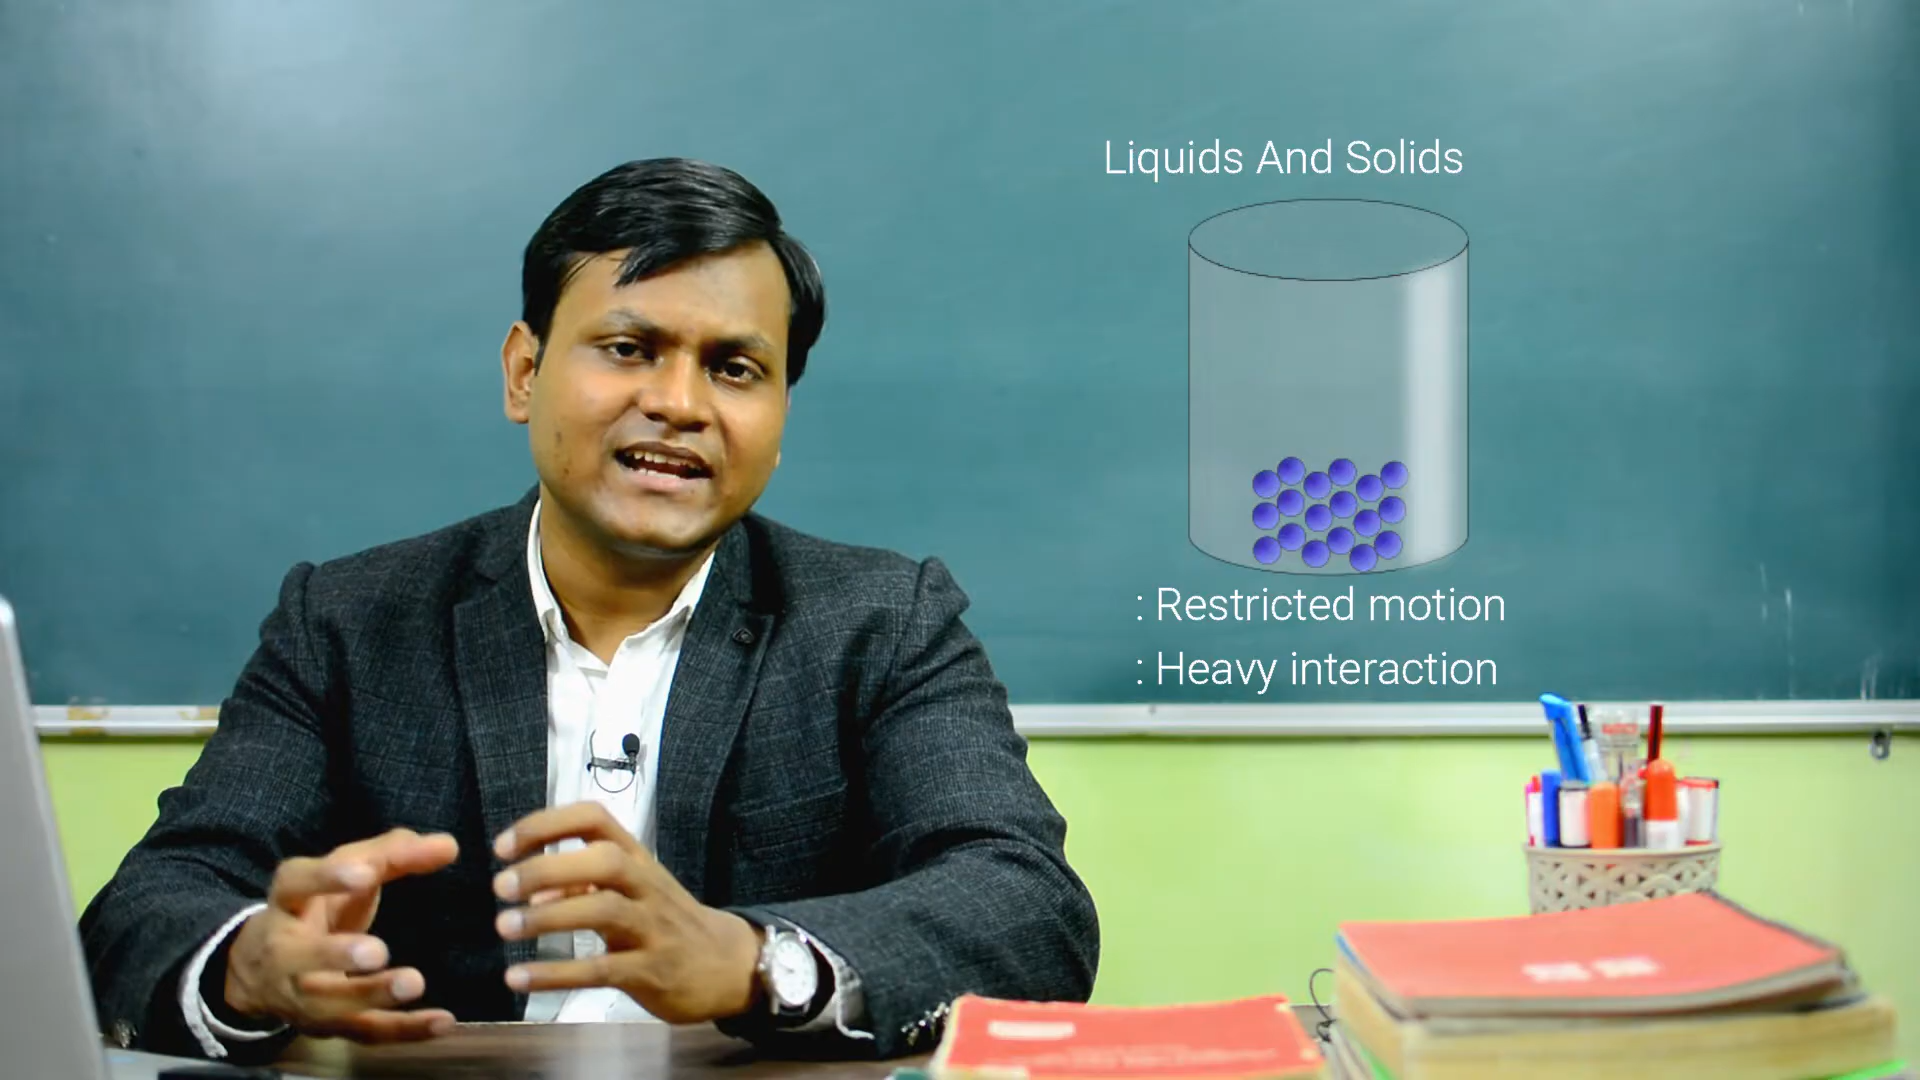 Liquids And Solids
: Restricted motion
: Heavy interaction